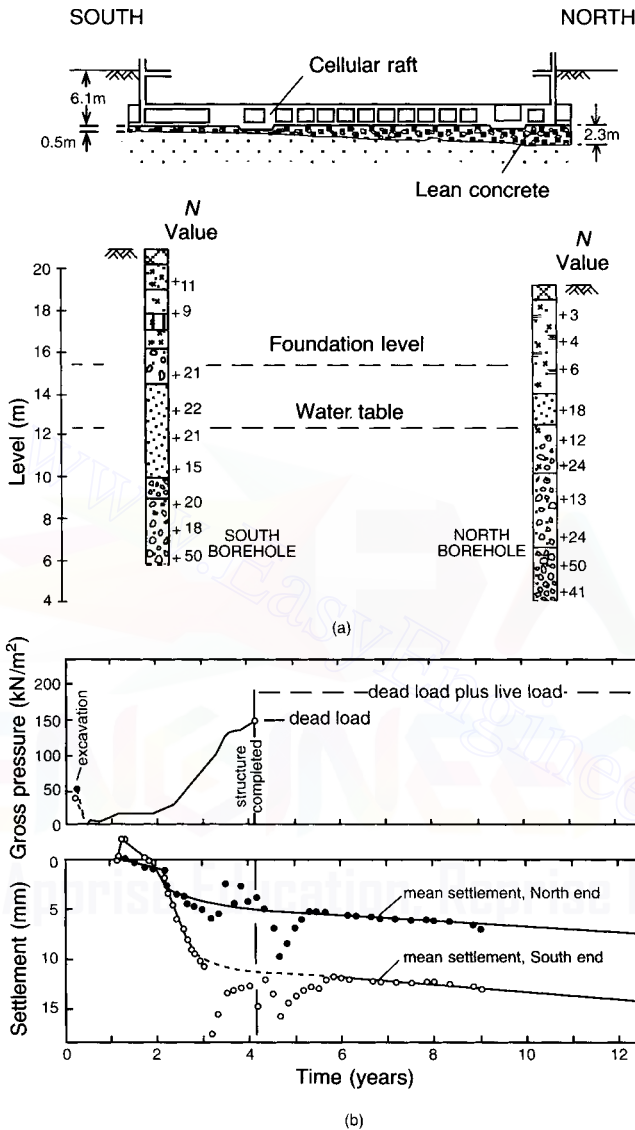 SOUTH
NORTH
Cellular raft
6.1m
0.5m
2.3m
Lean concrete
N
Value
N
Value
20
18
16
14
12
10
8
6
4
Level (m)
+11
+9
+21
+22
+21
+15
+20
+18
+50
Foundation level
Water table
+3
+4
+6
+18
+12
+24
+13
+24
+50
+41
SOUTH
BOREHOLE
NORTH
BOREHOLE
(a)
Gross pressure (kN/m²)
200
150
100
50
0
excavation
structure
completed
dead load plus live load
dead load
Settlement (mm)
0
5
10
15
mean settlement, North end
mean settlement, South end
0
2
4
6
8
10
12
Time (years)
(b)
www.EasyEnginee